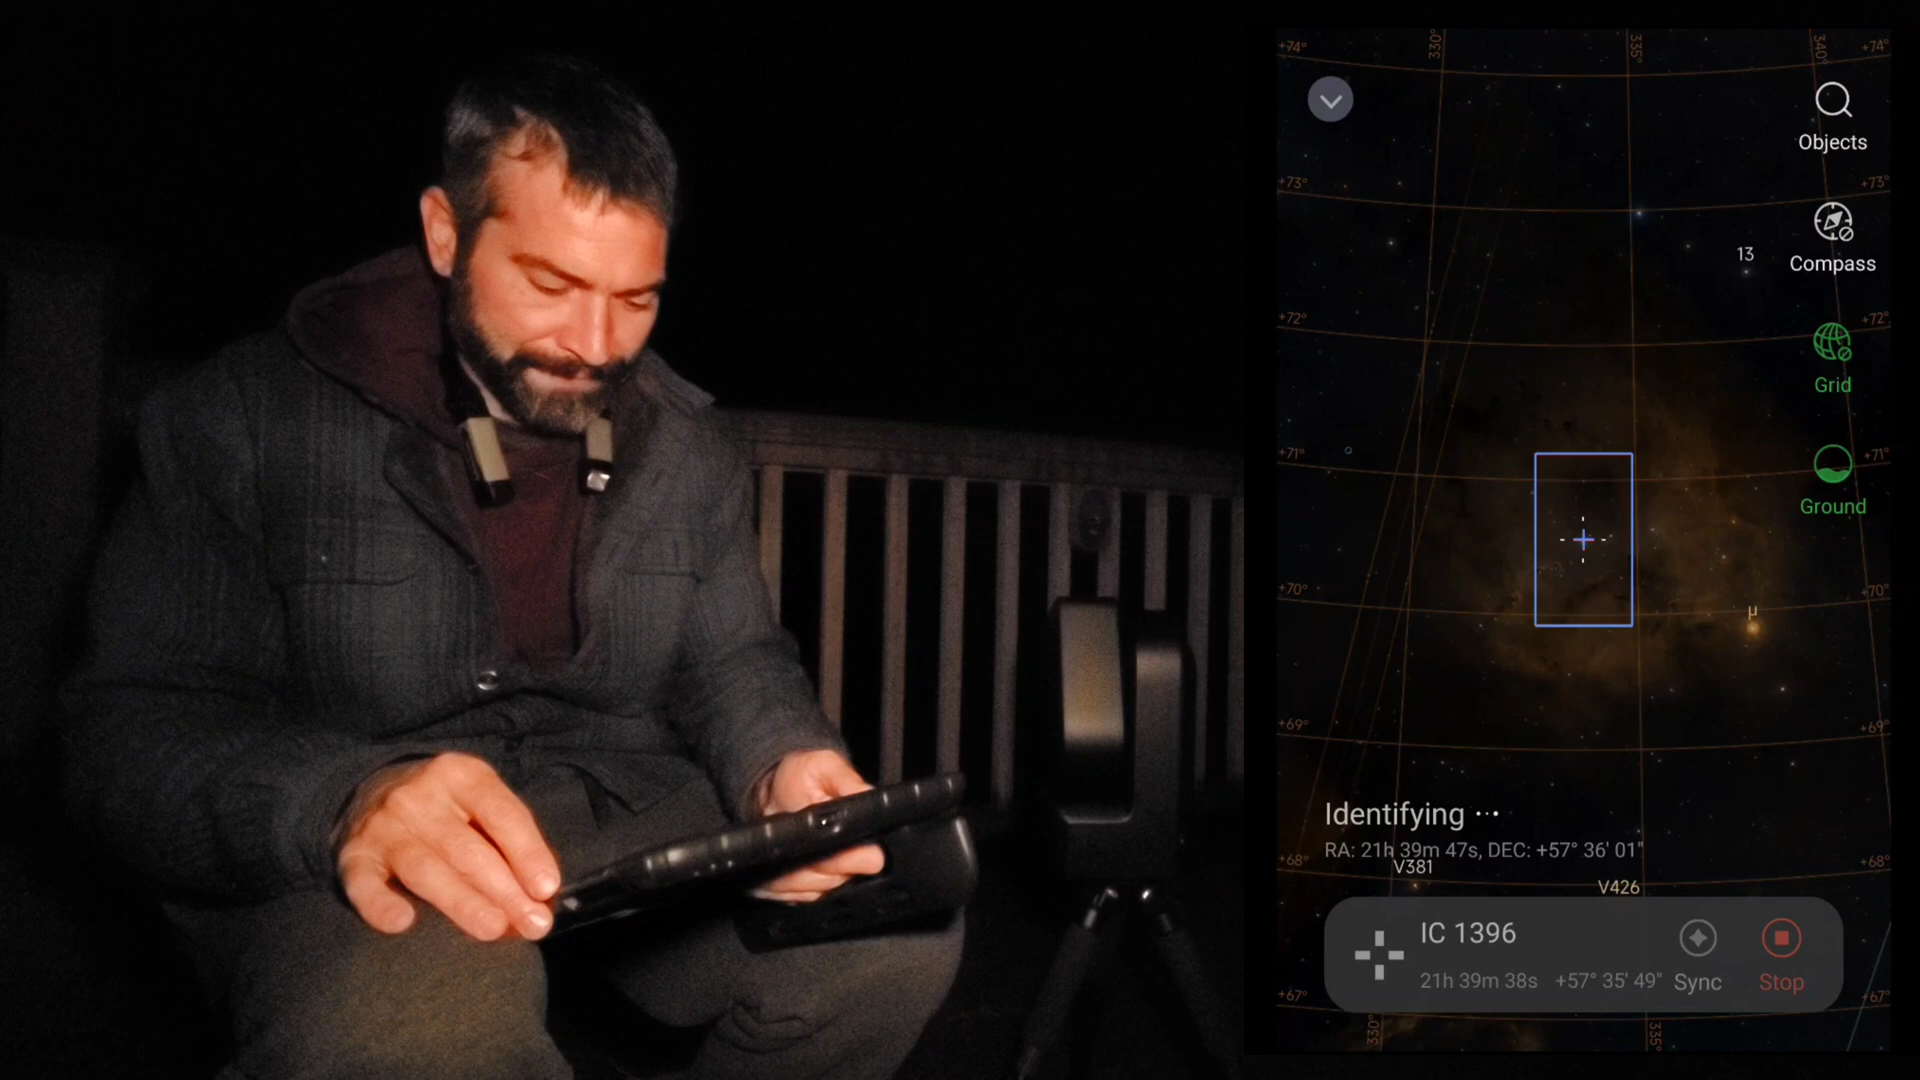 +74°
330°
335°
340°
+74°
Objects
+73°
+73°
13
Compass
+72°
+72°
Grid
+71°
+71°
Ground
+70°
+70°
μ
+69°
+69°
Identifying ···
RA: 21h 39m 47s, DEC: +57° 36' 01"
+68°
V381
+68°
V426
IC 1396
21h 39m 38s +57° 35' 49"
Sync
Stop
+67°
+67°
330°
335°